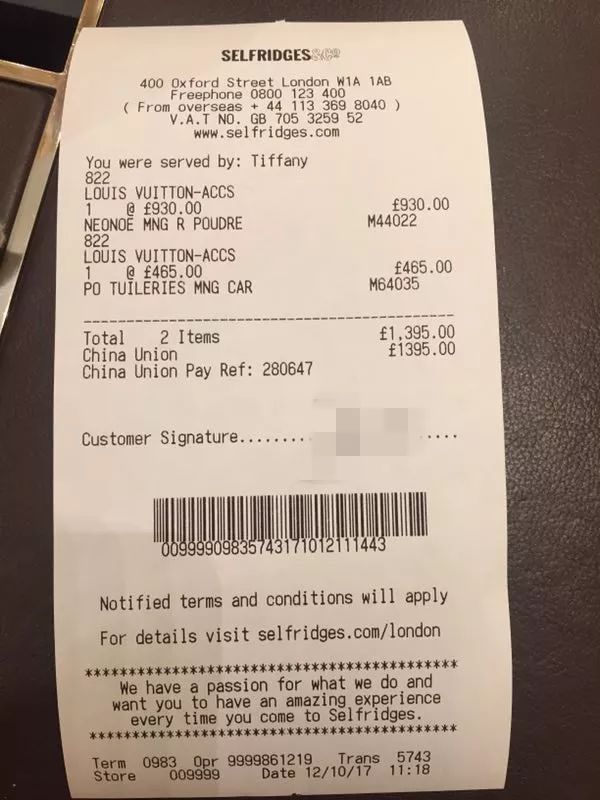 SELFRIDGES&CO
400 Oxford Street London W1A 1AB
Freephone 0800 123 400
( From overseas + 44 113 369 8040 )
V.A.T NO. GB 705 3259 52
www.selfridges.com
You were served by: Tiffany
822
LOUIS VUITTON-ACCS
1 @ £930.00 £930.00
NEONOE MNG R POUDRE M44022
822
LOUIS VUITTON-ACCS
1 @ £465.00 £465.00
PO TUILERIES MNG CAR M64035
Total 2 Items £1,395.00
China Union £1395.00
China Union Pay Ref: 280647
Customer Signature............
00999909835743171012111443
Notified terms and conditions will apply
For details visit selfridges.com/london
**************************************************
We have a passion for what we do and
want you to have an amazing experience
every time you come to Selfridges.
**************************************************
Term 0983 Opr 9999861219 Trans 5743
Store 009999 Date 12/10/17 11:18